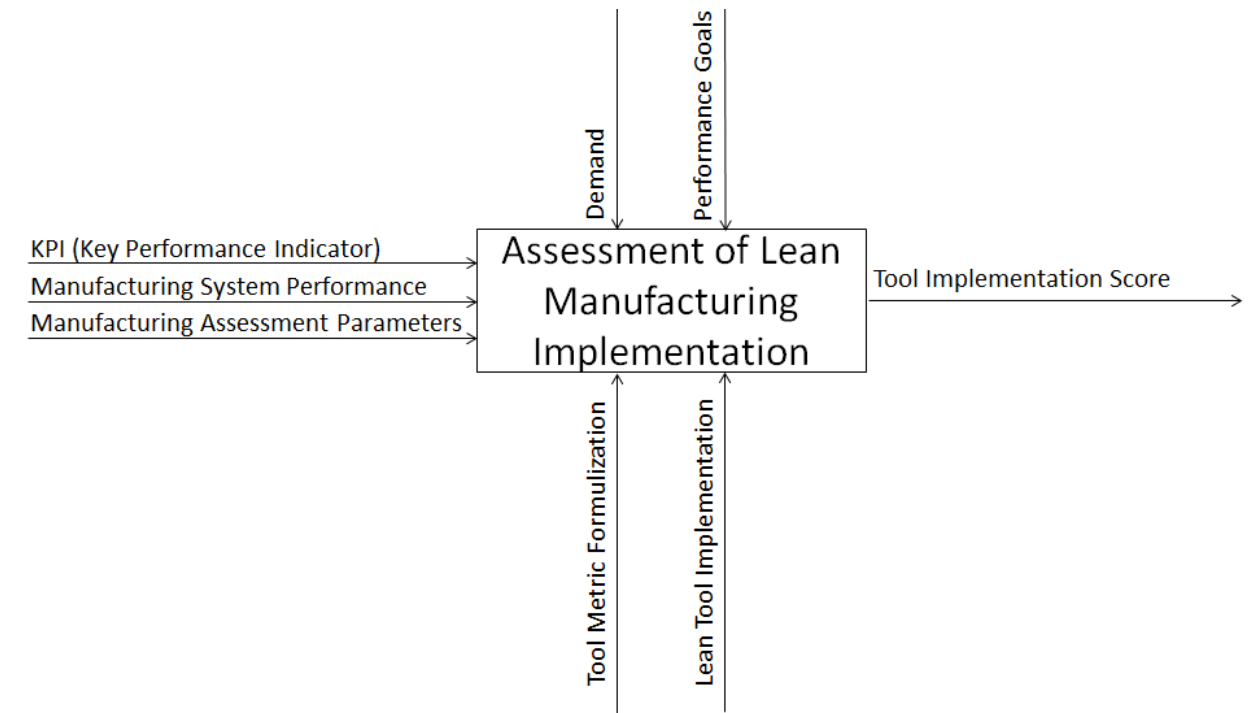 Demand
Performance Goals
KPI (Key Performance Indicator)
Manufacturing System Performance
Manufacturing Assessment Parameters
Assessment of Lean
Manufacturing
Implementation
Tool Implementation Score
Tool Metric Formulization
Lean Tool Implementation